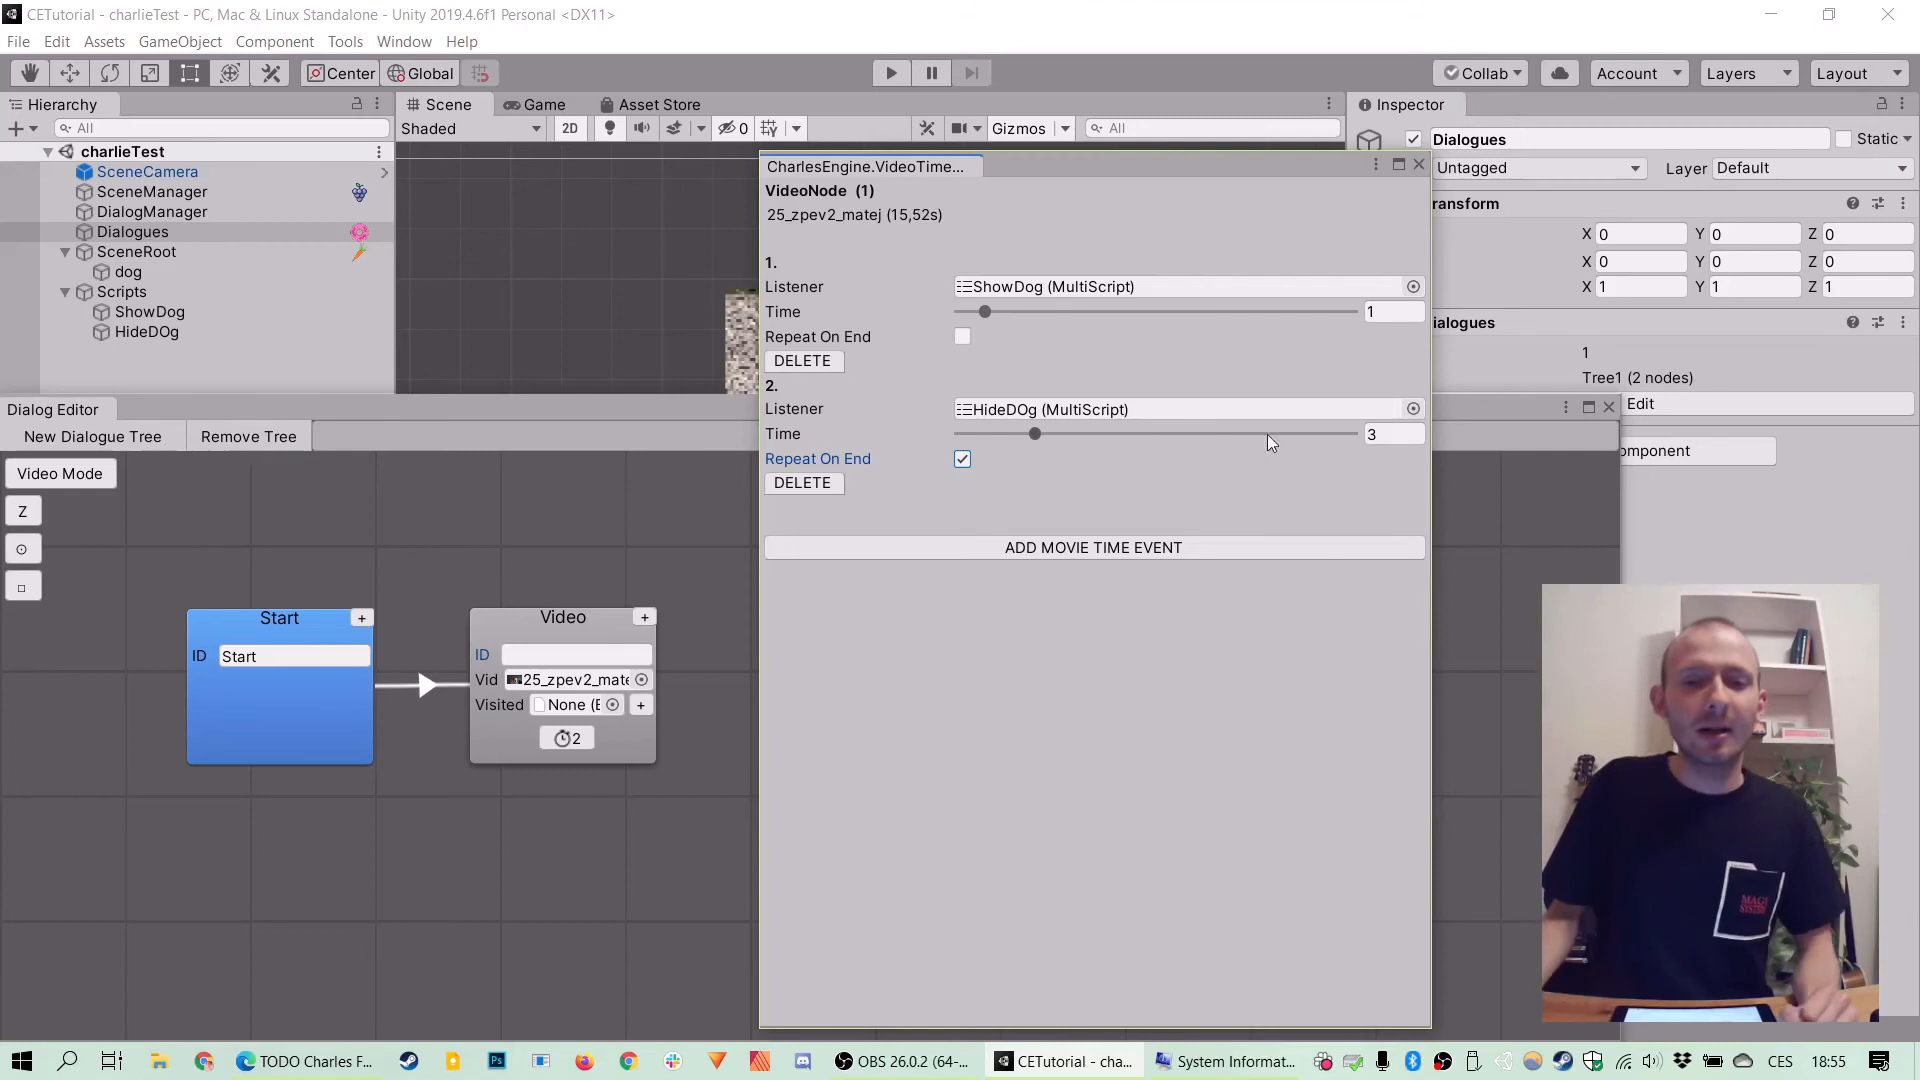 CETutorial - charlieTest - PC, Mac & Linux Standalone - Unity 2019.4.6f1 Personal <DX11>
File Edit Assets GameObject Component Tools Window Help
Center Global Collab Account Layers Layout
Hierarchy
All
charlieTest
SceneCamera
SceneManager
DialogManager
Dialogues
SceneRoot
dog
Scripts
ShowDog
HideDOg
Scene Game Asset Store
Shaded 2D 0 Gizmos All
Inspector
Dialogues Static
Untagged Layer Default
ransform
X 0 Y 0 Z 0
X 0 Y 0 Z 0
X 1 Y 1 Z 1
ialogues
1
Tree1 (2 nodes)
Edit
omponent
CharlesEngine.VideoTime...
VideoNode (1)
25_zpev2_matej (15,52s)
1.
Listener ShowDog (MultiScript)
Time 1
Repeat On End
DELETE
2.
Listener HideDOg (MultiScript)
Time 3
Repeat On End
DELETE
ADD MOVIE TIME EVENT
Dialog Editor
New Dialogue Tree Remove Tree
Video Mode
Z
Start +
ID Start
Video +
ID
Vid 25_zpev2_mate
Visited None (E +
2
MAGS
SYSTEM
TODO Charles F...
Ps
OBS 26.0.2 (64-...
CETutorial - cha...
System Informat...
CES
18:55